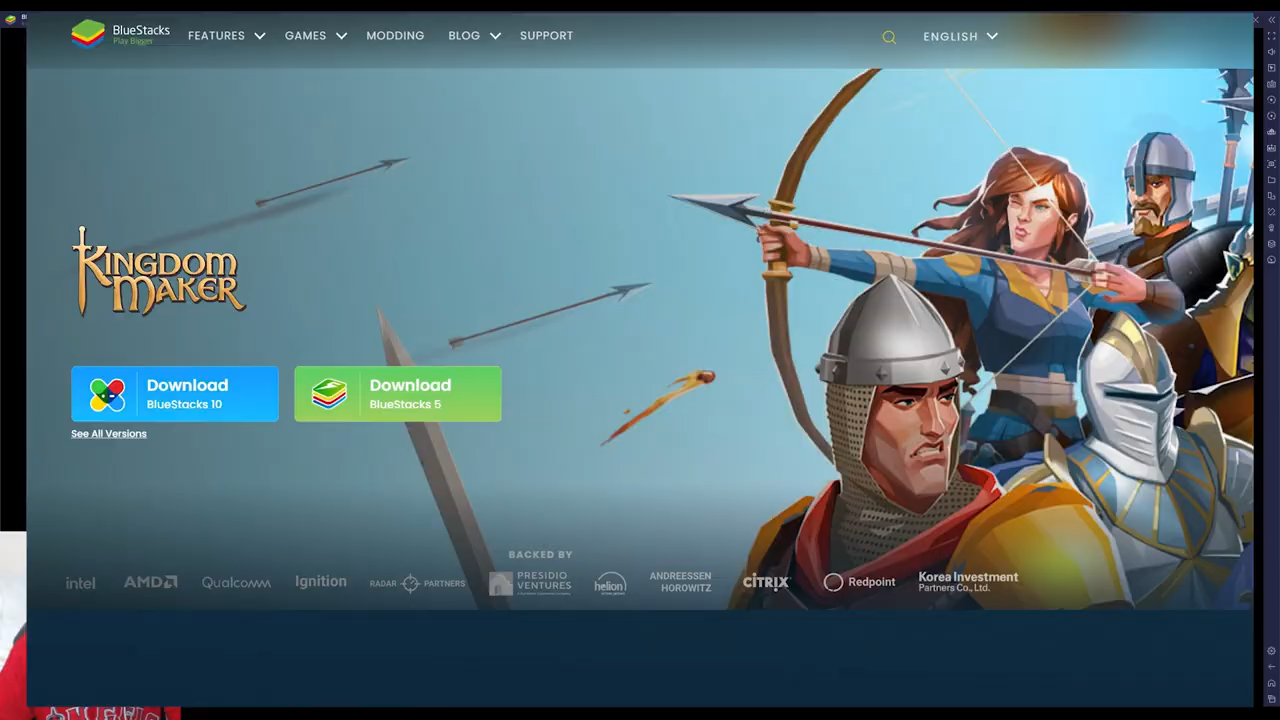 BlueStacks
Play Bigger
FEATURES
GAMES
MODDING
BLOG
SUPPORT
ENGLISH
KINGDOM
MAKER
Download
BlueStacks 10
Download
BlueStacks 5
See All Versions
BACKED BY
intel
AMD
Qualcomm
Ignition
RADAR PARTNERS
PRESIDIO
VENTURES
helion
ANDREESSEN
HOROWITZ
CITRIX
Redpoint
Korea Investment
Partners Co., Ltd.